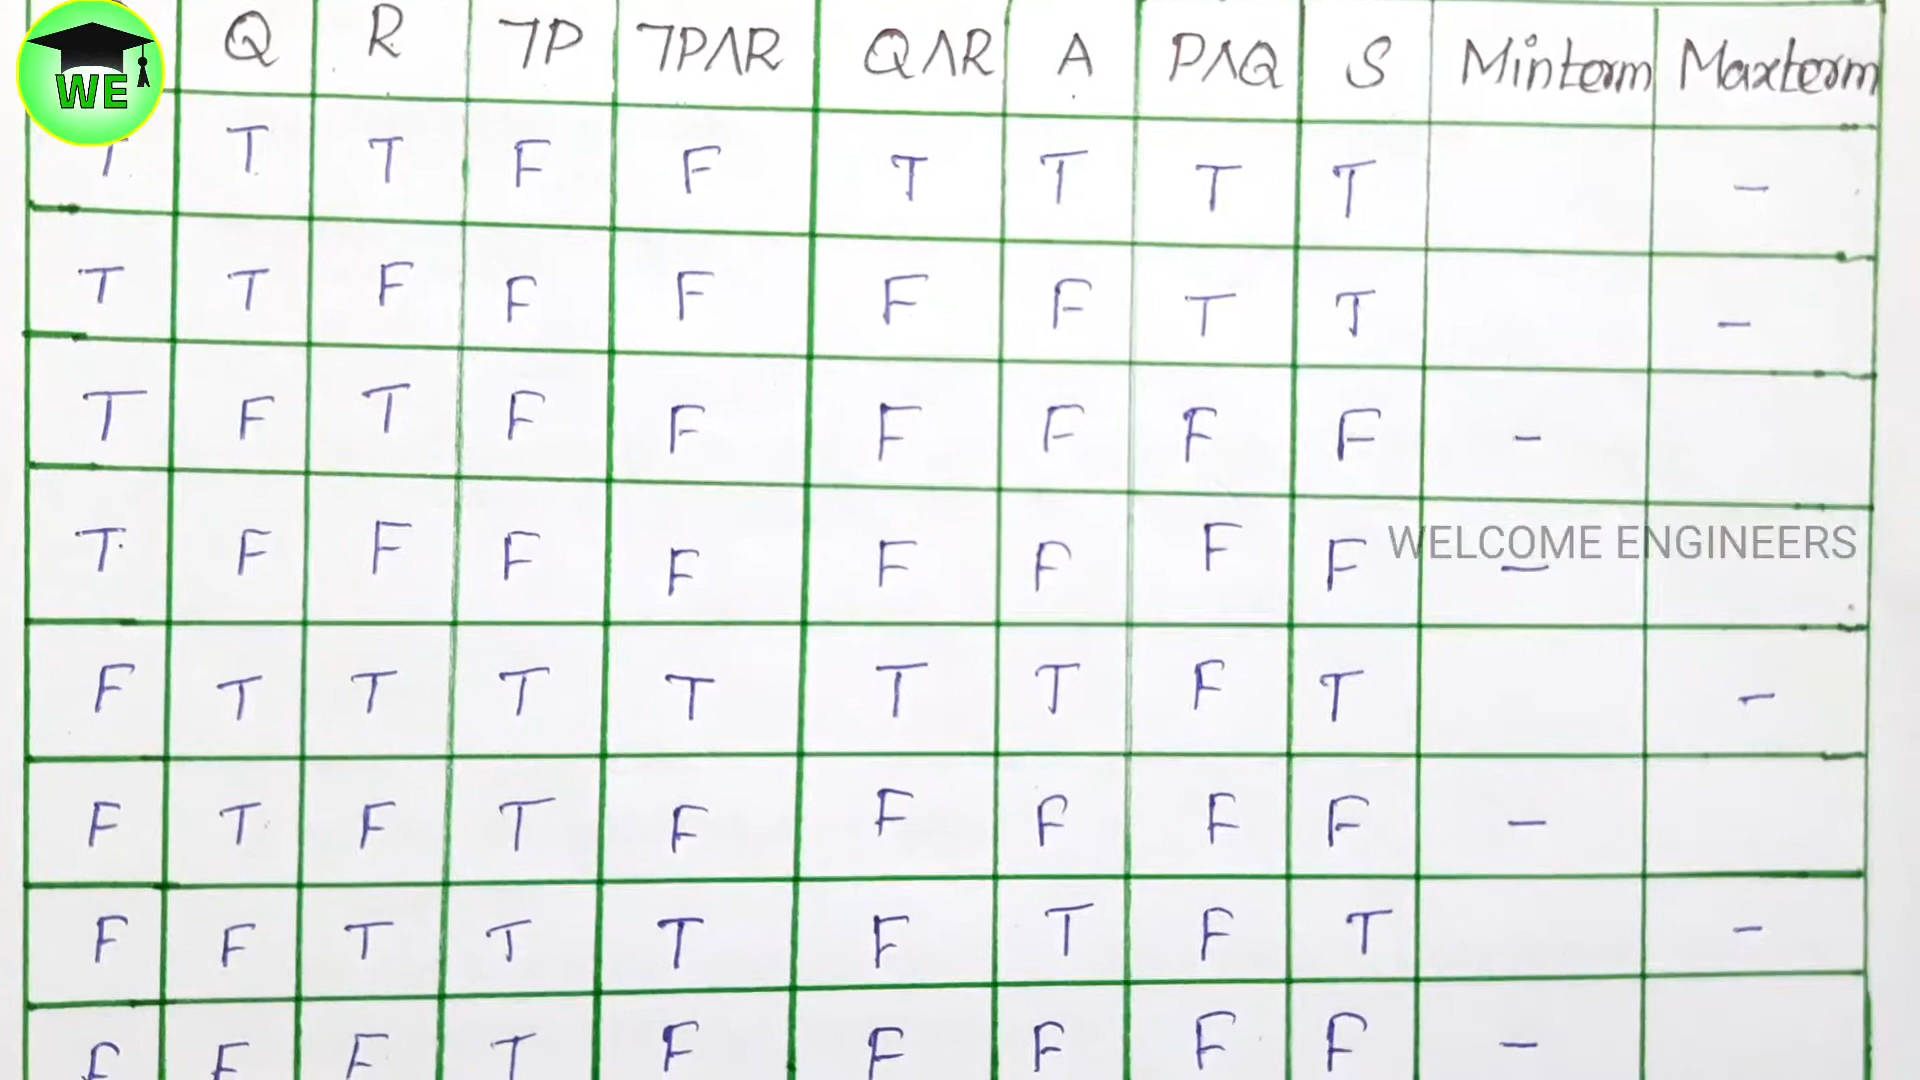 WE
Q R ¬P ¬P∧R Q∧R A P∧Q S Minterm Maxterm
T T T F F T T T T -
T T F F F F F T T -
T F T F F F F F F -
T F F F F F F F F -
WELCOME ENGINEERS
F T T T T T T F T -
F T F T F F F F F -
F F T T T F T F T -
F F F T F F F F F -